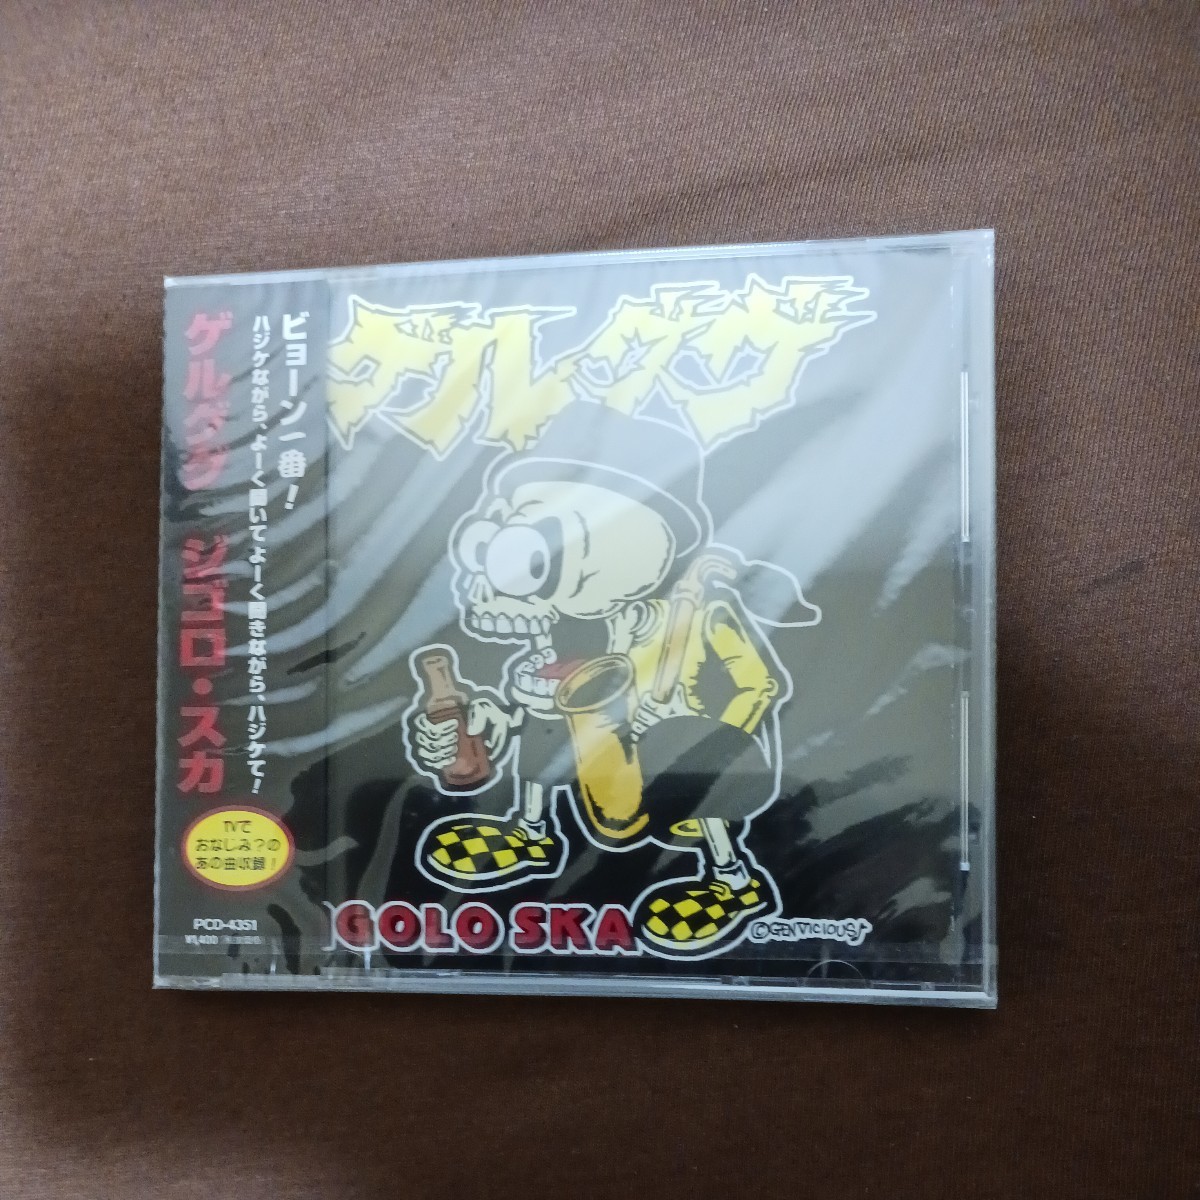 ビョーン一番！
ハジケながら、よーく聞いてよーく聞きながら、ハジケて！
ゲルググ ジゴロ・スカ
TVで
おなじみ？の
あの曲収録！
PCD-4351
¥1,400
ゲルググ
GOLO SKA
©GENVICIOUS!